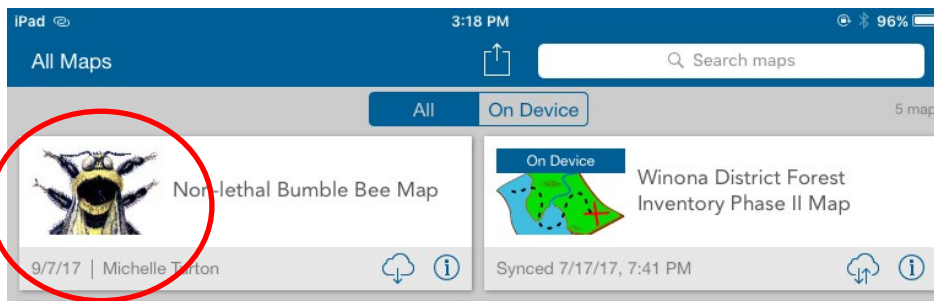 iPad 3:18 PM 96%
All Maps Search maps
All On Device 5 map
On Device
Non-lethal Bumble Bee Map
Winona District Forest
Inventory Phase II Map
9/7/17 | Michelle Turton
Synced 7/17/17, 7:41 PM